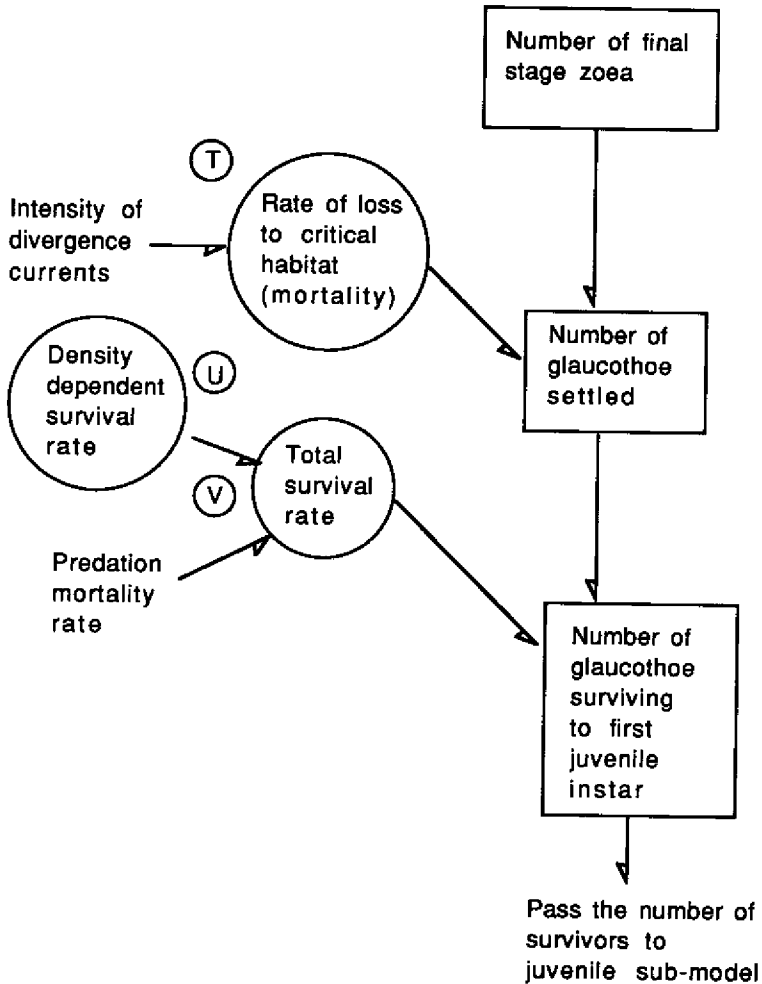 Number of final
stage zoea
T
Intensity of
divergence
currents
Rate of loss
to critical
habitat
(mortality)
Number of
glaucothoe
settled
Density
dependent
survival
rate
U
V
Total
survival
rate
Predation
mortality
rate
Number of
glaucothoe
surviving
to first
juvenile
instar
Pass the number of
survivors to
juvenile sub-model